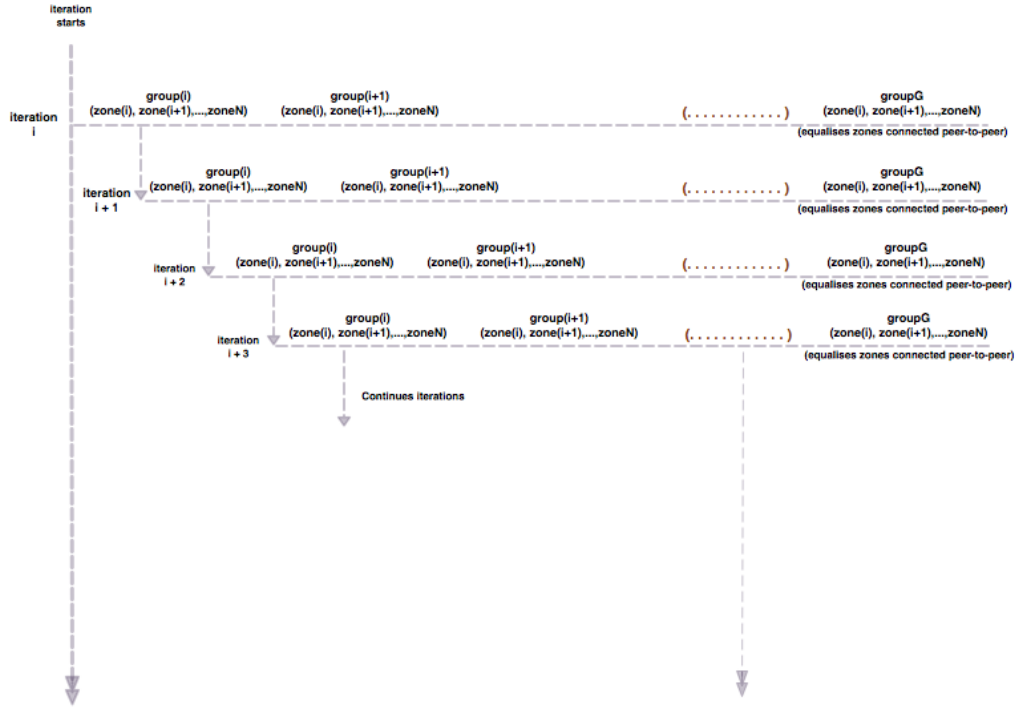 iteration
starts
group(i)
group(i+1)
groupG
iteration
i
(zone(i), zone(i+1),...,zoneN)
(zone(i), zone(i+1),...,zoneN)
(. . . . . . . . . . . . )
(zone(i), zone(i+1),...,zoneN)
(equalises zones connected peer-to-peer)
group(i)
group(i+1)
groupG
iteration
i + 1
(zone(i), zone(i+1),...,zoneN)
(zone(i), zone(i+1),...,zoneN)
(. . . . . . . . . . . . )
(zone(i), zone(i+1),...,zoneN)
(equalises zones connected peer-to-peer)
group(i)
group(i+1)
groupG
iteration
i + 2
(zone(i), zone(i+1),...,zoneN)
(zone(i), zone(i+1),...,zoneN)
(. . . . . . . . . . . . )
(zone(i), zone(i+1),...,zoneN)
(equalises zones connected peer-to-peer)
group(i)
group(i+1)
groupG
iteration
i + 3
(zone(i), zone(i+1),...,zoneN)
(zone(i), zone(i+1),...,zoneN)
(. . . . . . . . . . . . )
(zone(i), zone(i+1),...,zoneN)
(equalises zones connected peer-to-peer)
Continues iterations